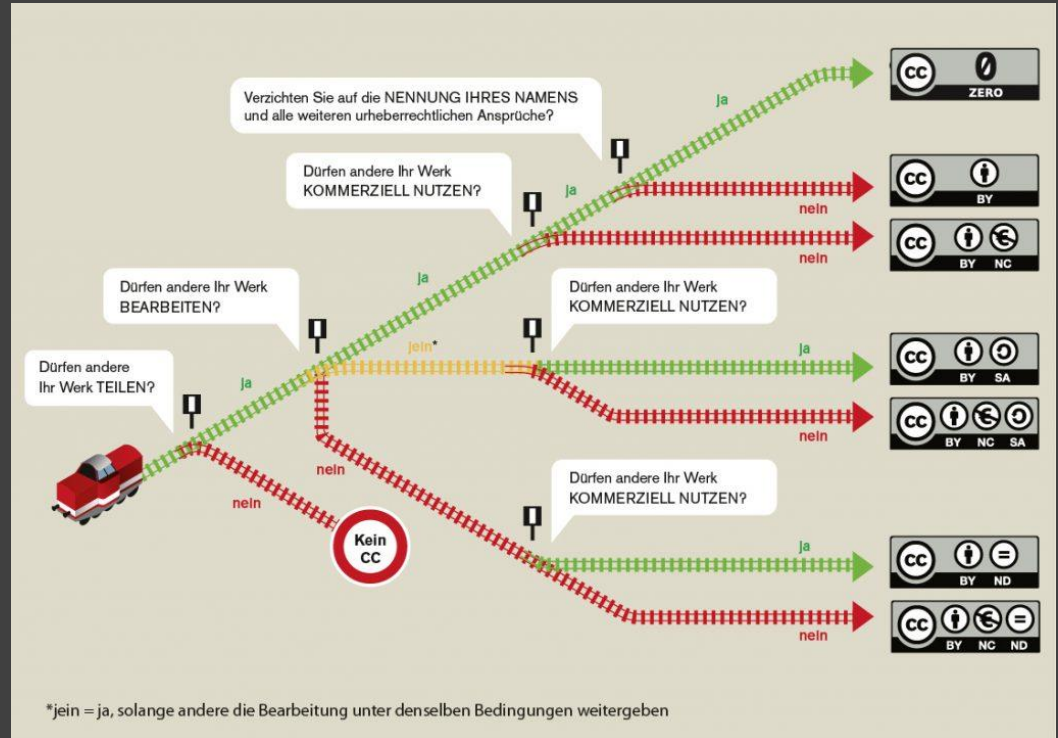 Verzichten Sie auf die NENNUNG IHRES NAMENS
und alle weiteren urheberrechtlichen Ansprüche?
ja
cc
0
ZERO
Dürfen andere Ihr Werk
KOMMERZIELL NUTZEN?
ja
nein
cc
BY
nein
cc
BY NC
Dürfen andere Ihr Werk
BEARBEITEN?
ja
Dürfen andere Ihr Werk
KOMMERZIELL NUTZEN?
jein*
ja
cc
BY SA
Dürfen andere
Ihr Werk TEILEN?
ja
nein
cc
BY NC SA
nein
nein
Kein
CC
Dürfen andere Ihr Werk
KOMMERZIELL NUTZEN?
ja
cc
BY ND
nein
cc
BY NC ND
*jein = ja, solange andere die Bearbeitung unter denselben Bedingungen weitergeben